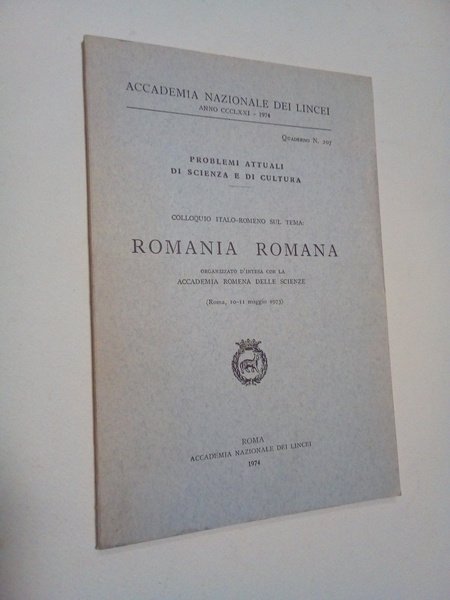 ACCADEMIA NAZIONALE DEI LINCEI
ANNO CCCLXXI - 1974
QUADERNO N. 207
PROBLEMI ATTUALI
DI SCIENZA E DI CULTURA
COLLOQUIO ITALO-ROMENO SUL TEMA:
ROMANIA ROMANA
ORGANIZZATO D'INTESA CON LA
ACCADEMIA ROMENA DELLE SCIENZE
(Roma, 10-11 maggio 1973)
ROMA
ACCADEMIA NAZIONALE DEI LINCEI
1974